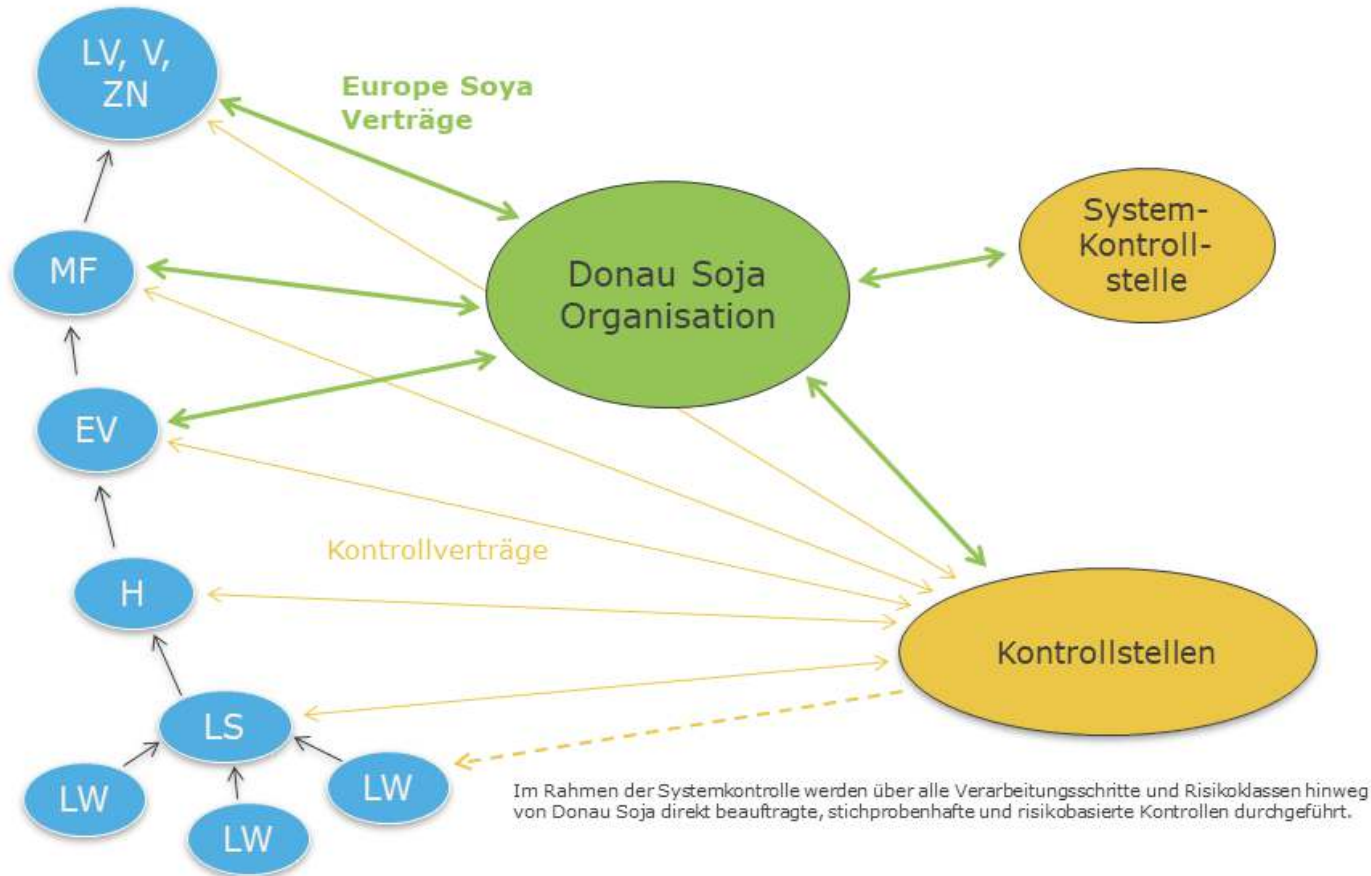 LV, V,
ZN
Europe Soya
Verträge
MF
Donau Soja
Organisation
System-
Kontroll-
stelle
EV
Kontrollverträge
H
Kontrollstellen
LS
LW
LW
LW
Im Rahmen der Systemkontrolle werden über alle Verarbeitungsschritte und Risikoklassen hinweg
von Donau Soja direkt beauftragte, stichprobenhafte und risikobasierte Kontrollen durchgeführt.